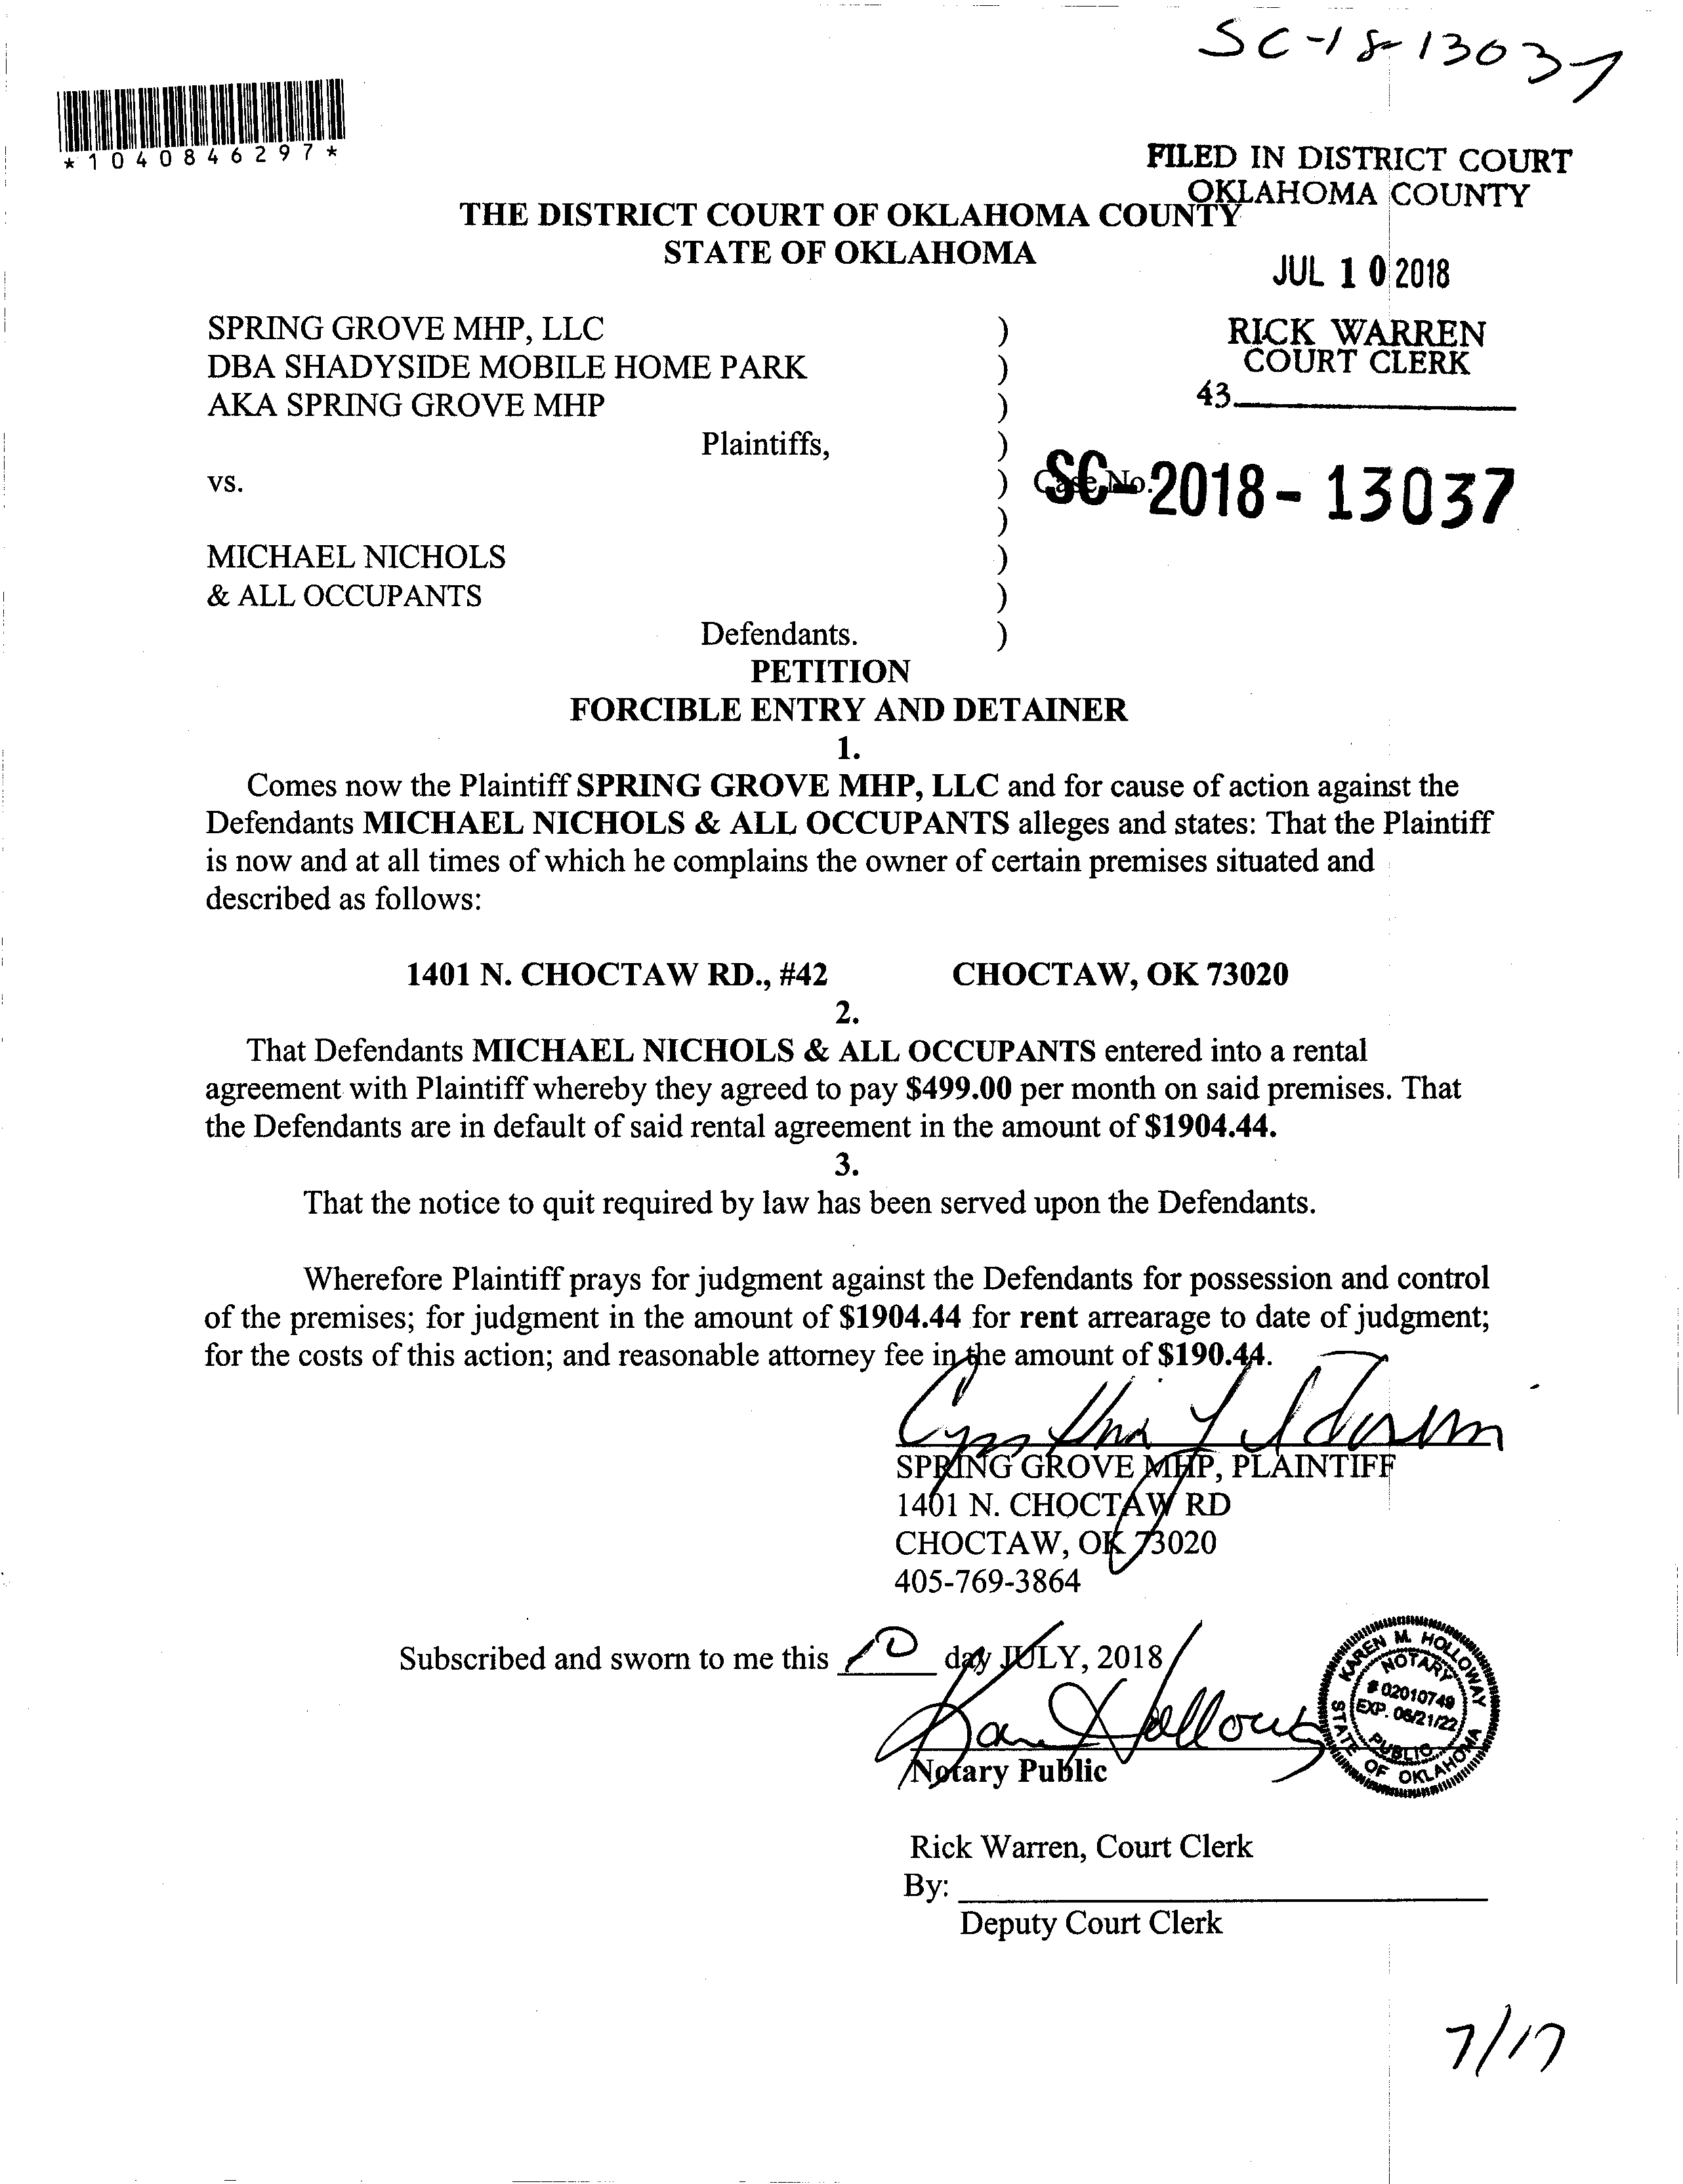 SC-18-13037
*1040846297*
FILED IN DISTRICT COURT
OKLAHOMA COUNTY
THE DISTRICT COURT OF OKLAHOMA COUNTY
STATE OF OKLAHOMA
JUL 10 2018
SPRING GROVE MHP, LLC )
RICK WARREN
DBA SHADYSIDE MOBILE HOME PARK )
COURT CLERK
AKA SPRING GROVE MHP )
43
Plaintiffs, )
vs. ) Case No. SC-2018-13037
)
MICHAEL NICHOLS )
& ALL OCCUPANTS )
Defendants. )
PETITION
FORCIBLE ENTRY AND DETAINER
1.
Comes now the Plaintiff SPRING GROVE MHP, LLC and for cause of action against the
Defendants MICHAEL NICHOLS & ALL OCCUPANTS alleges and states: That the Plaintiff
is now and at all times of which he complains the owner of certain premises situated and
described as follows:
1401 N. CHOCTAW RD., #42 CHOCTAW, OK 73020
2.
That Defendants MICHAEL NICHOLS & ALL OCCUPANTS entered into a rental
agreement with Plaintiff whereby they agreed to pay $499.00 per month on said premises. That
the Defendants are in default of said rental agreement in the amount of $1904.44.
3.
That the notice to quit required by law has been served upon the Defendants.
Wherefore Plaintiff prays for judgment against the Defendants for possession and control
of the premises; for judgment in the amount of $1904.44 for rent arrearage to date of judgment;
for the costs of this action; and reasonable attorney fee in the amount of $190.44.
Cynthia
SPRING GROVE MHP, PLAINTIFF
1401 N. CHOCTAW RD
CHOCTAW, OK 73020
405-769-3864
Subscribed and sworn to me this 10 day JULY, 2018
Karen Holloway
Notary Public
KAREN M. HOLLOWAY
NOTARY
# 02010749
EXP. 06/21/22
PUBLIC
STATE OF OKLAHOMA
Rick Warren, Court Clerk
By:
Deputy Court Clerk
7/17